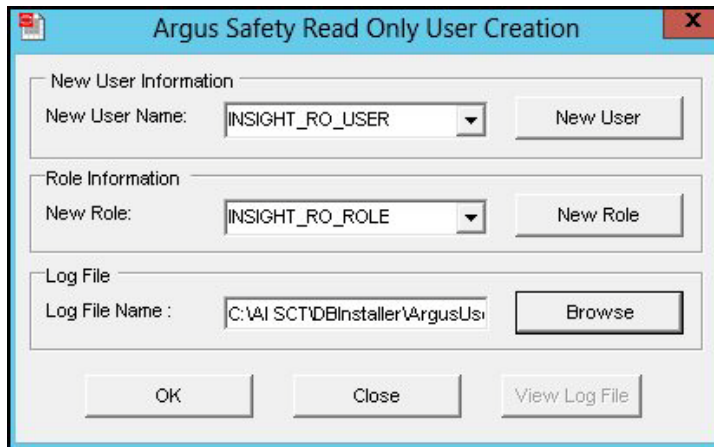 Argus Safety Read Only User Creation
X
New User Information
New User Name: INSIGHT_RO_USER New User
Role Information
New Role: INSIGHT_RO_ROLE New Role
Log File
Log File Name : C:\AI SCT\DBInstaller\ArgusUse Browse
OK Close View Log File